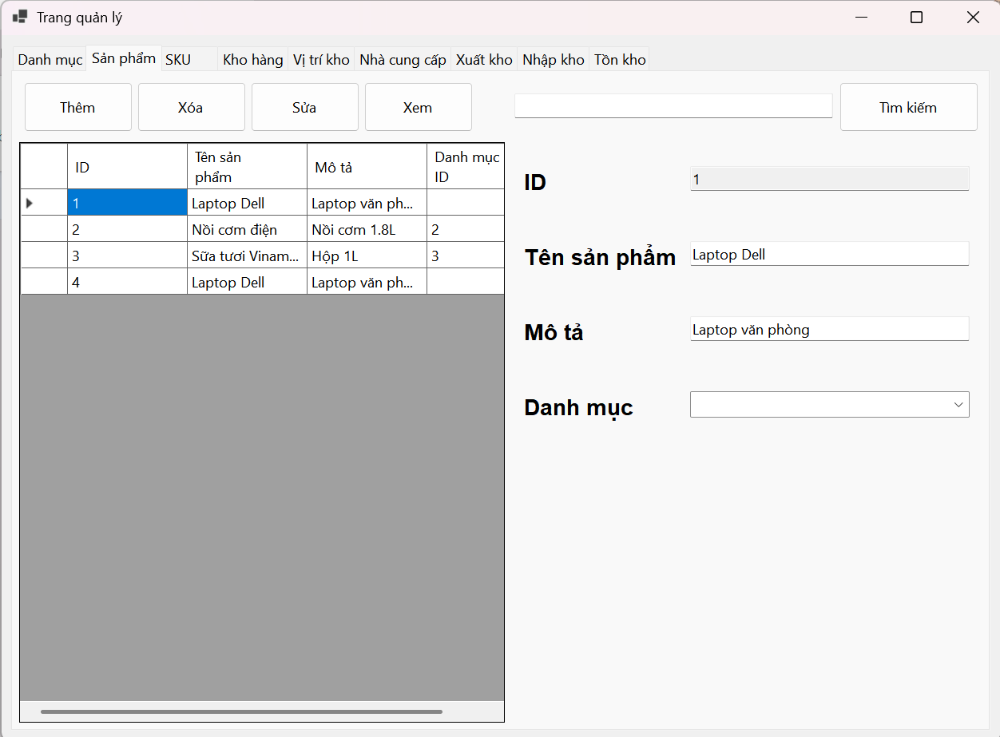 Trang quản lý
Danh mục Sản phẩm SKU Kho hàng Vị trí kho Nhà cung cấp Xuất kho Nhập kho Tồn kho
Thêm Xóa Sửa Xem Tìm kiếm
ID Tên sản phẩm Mô tả Danh mục ID
1 Laptop Dell Laptop văn ph...
2 Nồi cơm điện Nồi cơm 1.8L 2
3 Sữa tươi Vinam... Hộp 1L 3
4 Laptop Dell Laptop văn ph...
ID 1
Tên sản phẩm Laptop Dell
Mô tả Laptop văn phòng
Danh mục